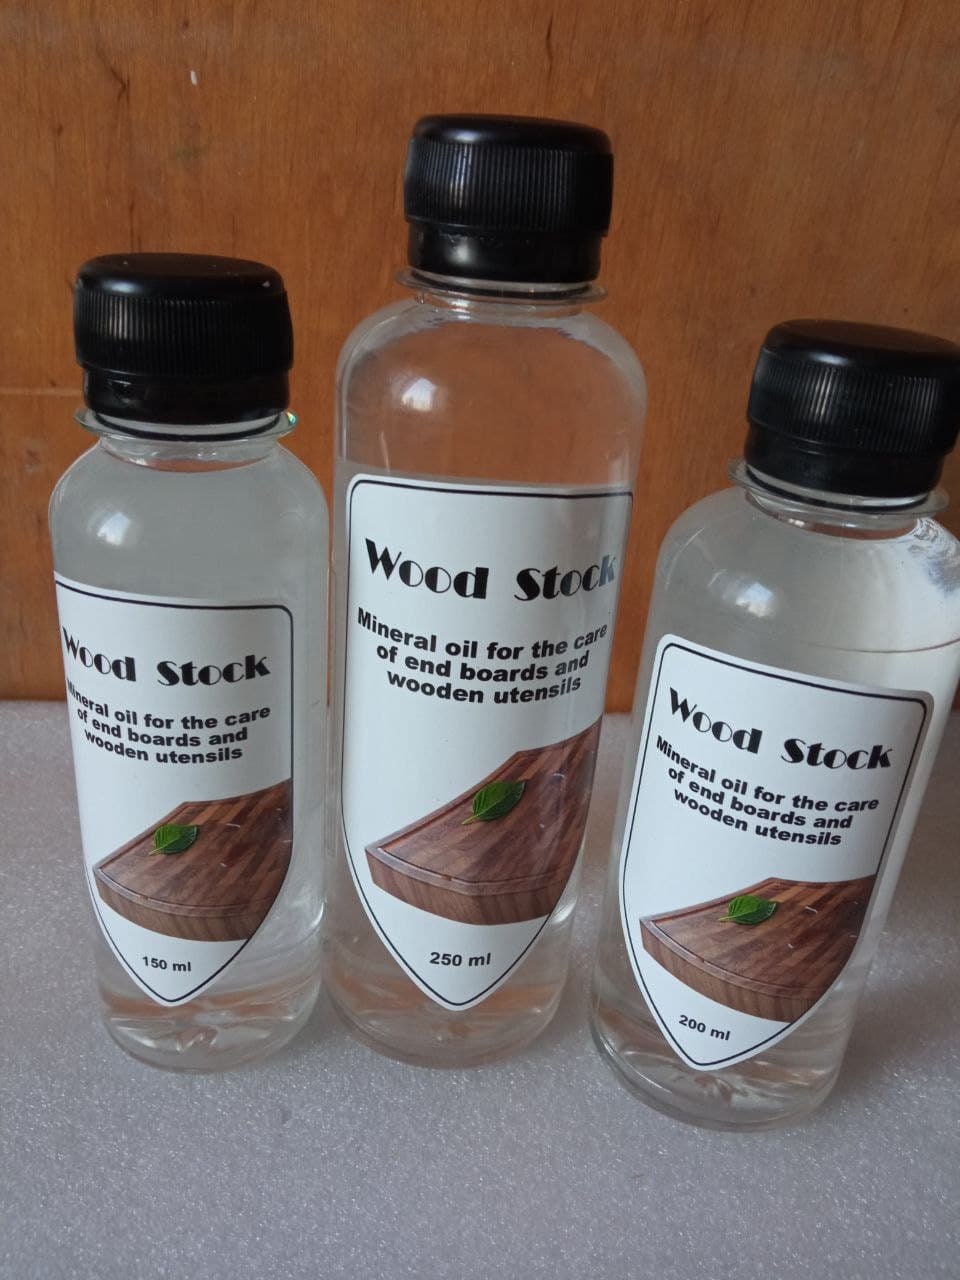 Wood Stock
Mineral oil for the care
of end boards and
wooden utensils
150 ml
Wood Stock
Mineral oil for the care
of end boards and
wooden utensils
250 ml
Wood Stock
Mineral oil for the care
of end boards and
wooden utensils
200 ml